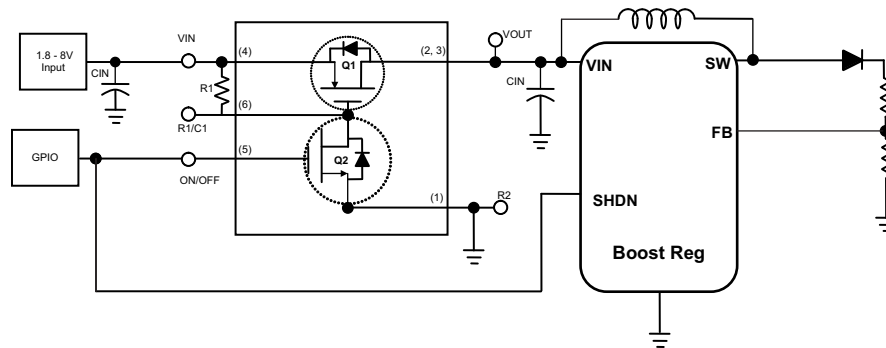 1.8 - 8V
Input
CIN
VIN
(4)
R1
(6)
R1/C1
Q1
(2, 3)
VOUT
CIN
VIN
SW
FB
SHDN
Boost Reg
GPIO
ON/OFF
(5)
Q2
(1)
R2